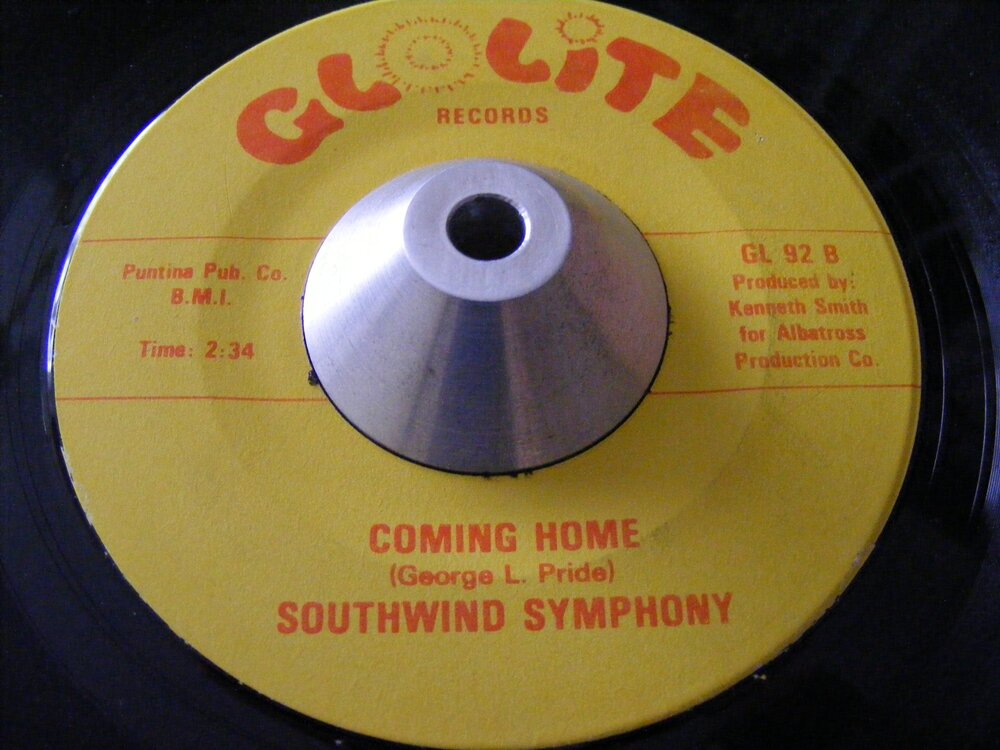 GLOLITE
RECORDS
Puntina Pub. Co.
B.M.I.
Time: 2:34
GL 92 B
Produced by:
Kenneth Smith
for Albatross
Production Co.
COMING HOME
(George L. Pride)
SOUTHWIND SYMPHONY